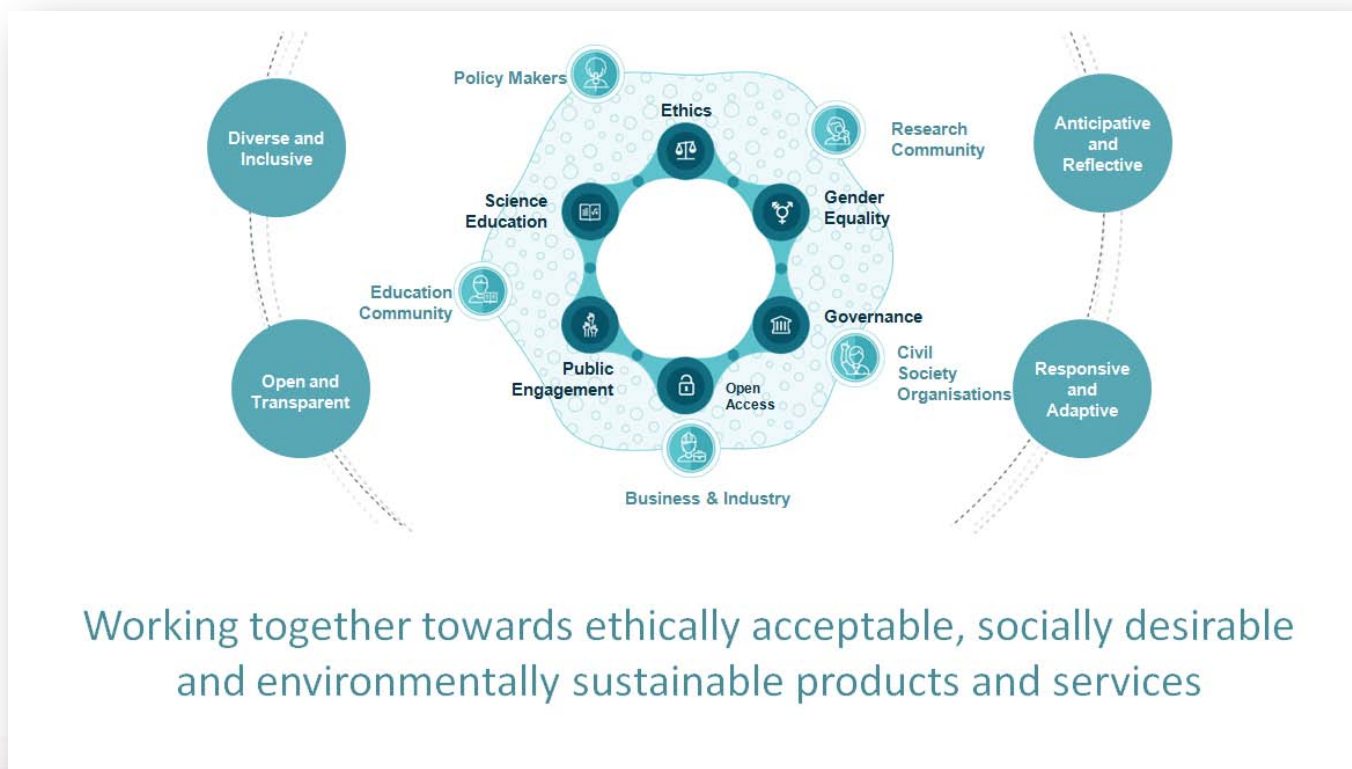 Policy Makers
Ethics
Diverse and
Inclusive
Research
Community
Anticipative
and
Reflective
Science
Education
Gender
Equality
Education
Community
Governance
Civil
Society
Organisations
Open and
Transparent
Public
Engagement
Open
Access
Responsive
and
Adaptive
Business & Industry
Working together towards ethically acceptable, socially desirable
and environmentally sustainable products and services